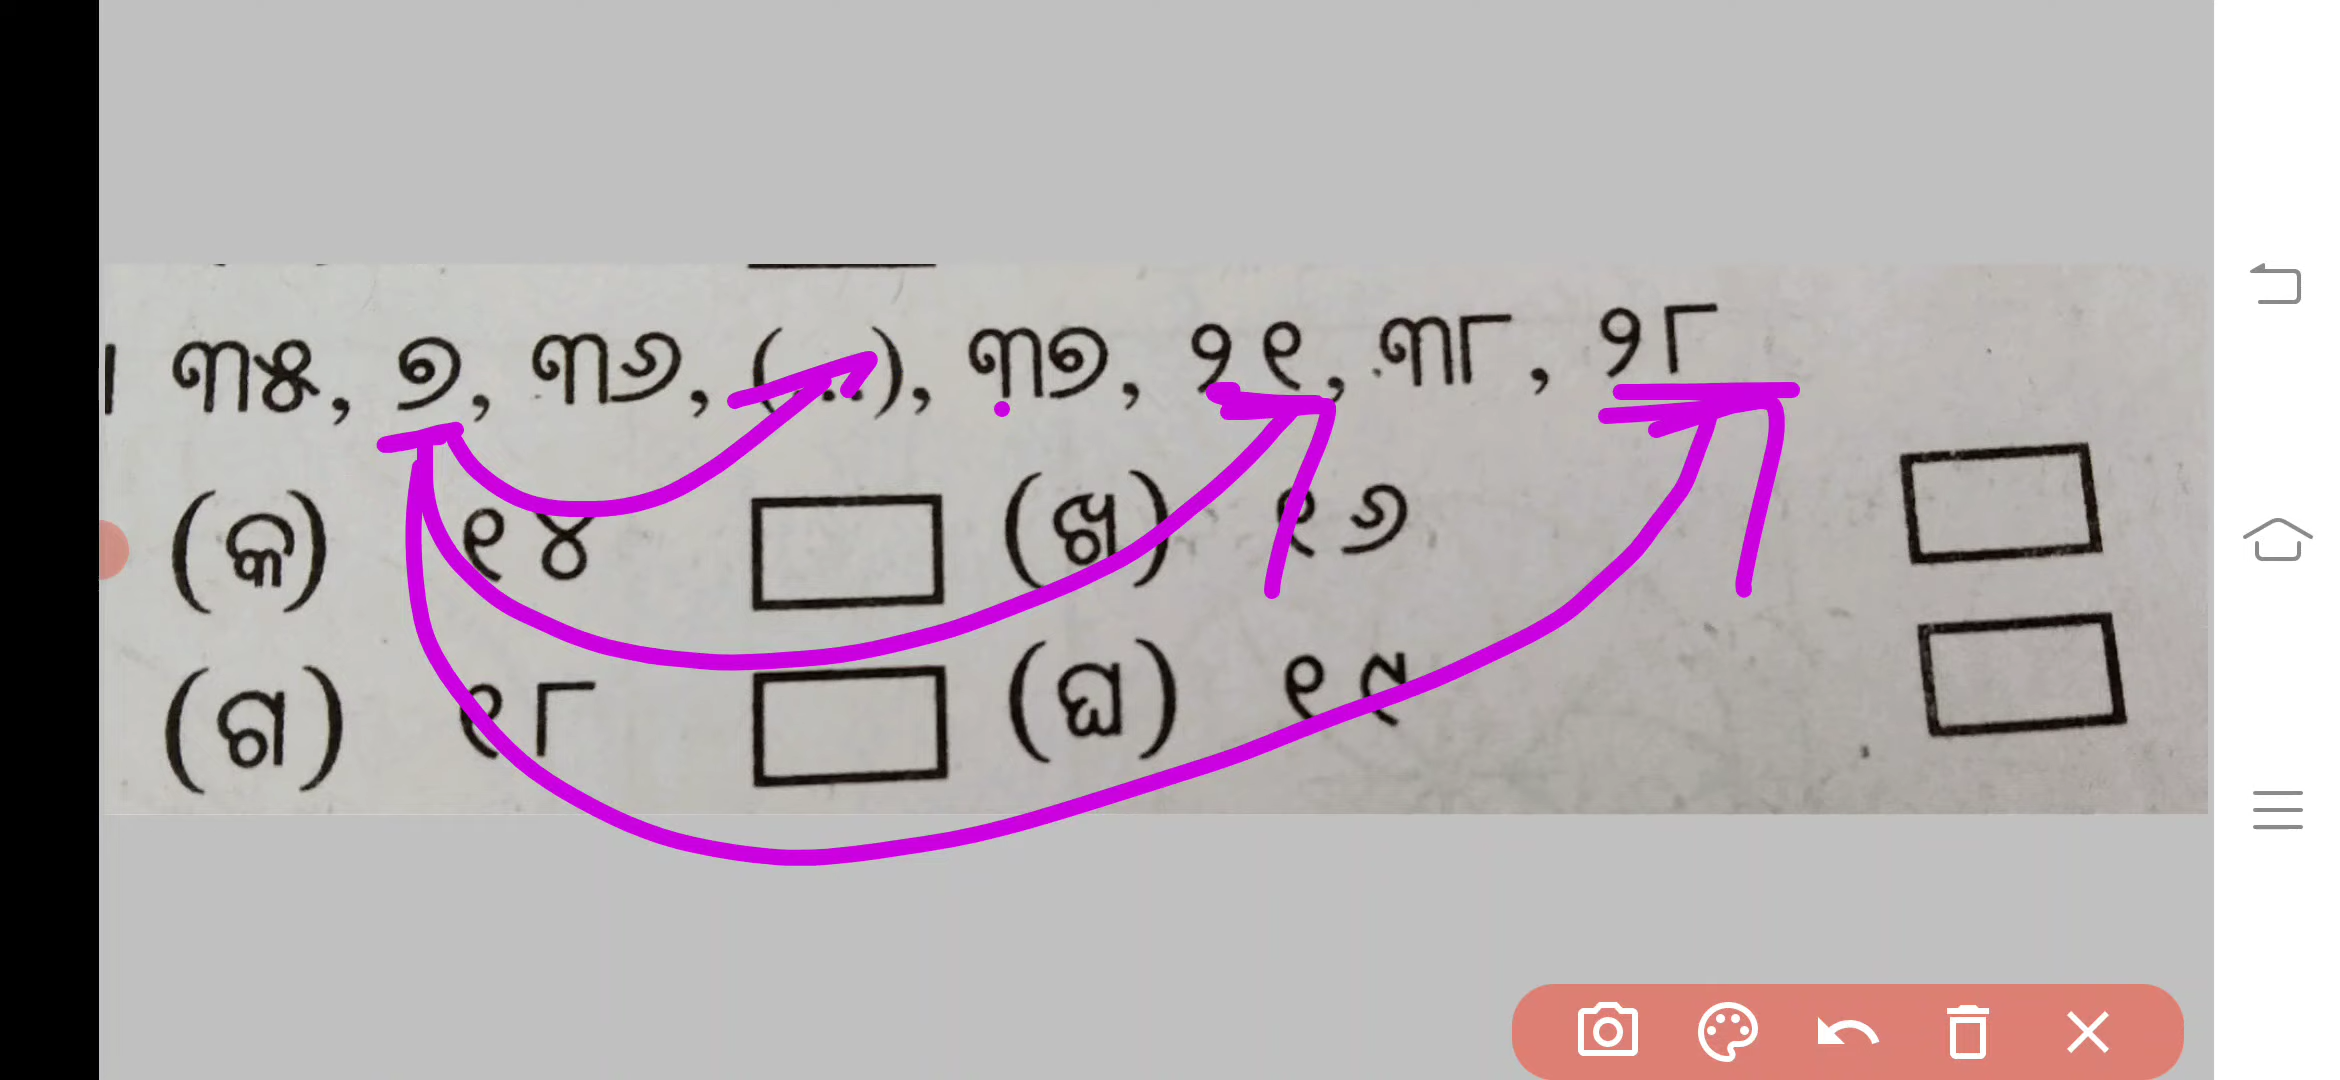 । ୩୫, ୭, ୩୬, (...), ୩୭, ୨୧, ୩୮, ୨୮
(କ) ୧୪ (ଖ) ୧୬
(ଗ) ୧୮ (ଘ) ୧୯